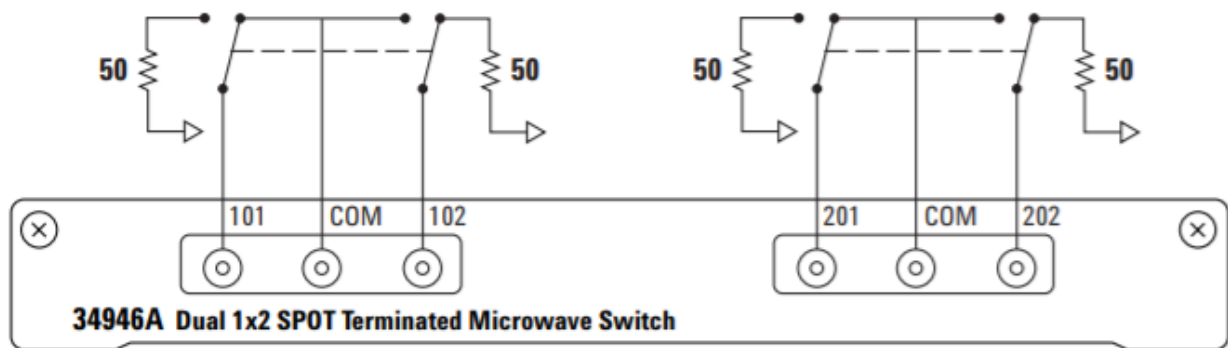 50 50 50 50
101 COM 102 201 COM 202
34946A Dual 1x2 SPOT Terminated Microwave Switch